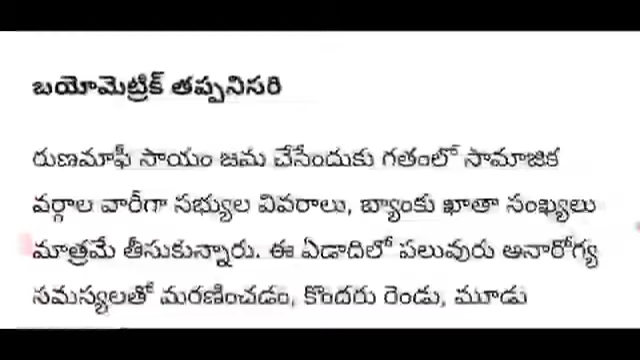 బయోమెట్రిక్ తప్పనిసరి
రుణమాఫీ సాయం జమ చేసేందుకు గతంలో సామాజిక
వర్గాల వారీగా సభ్యుల వివరాలు, బ్యాంకు ఖాతా సంఖ్యలు
మాత్రమే తీసుకున్నారు. ఈ ఏడాదిలో పలువురు అనారోగ్య
సమస్యలతో మరణించడం, కొందరు రెండు, మూడు